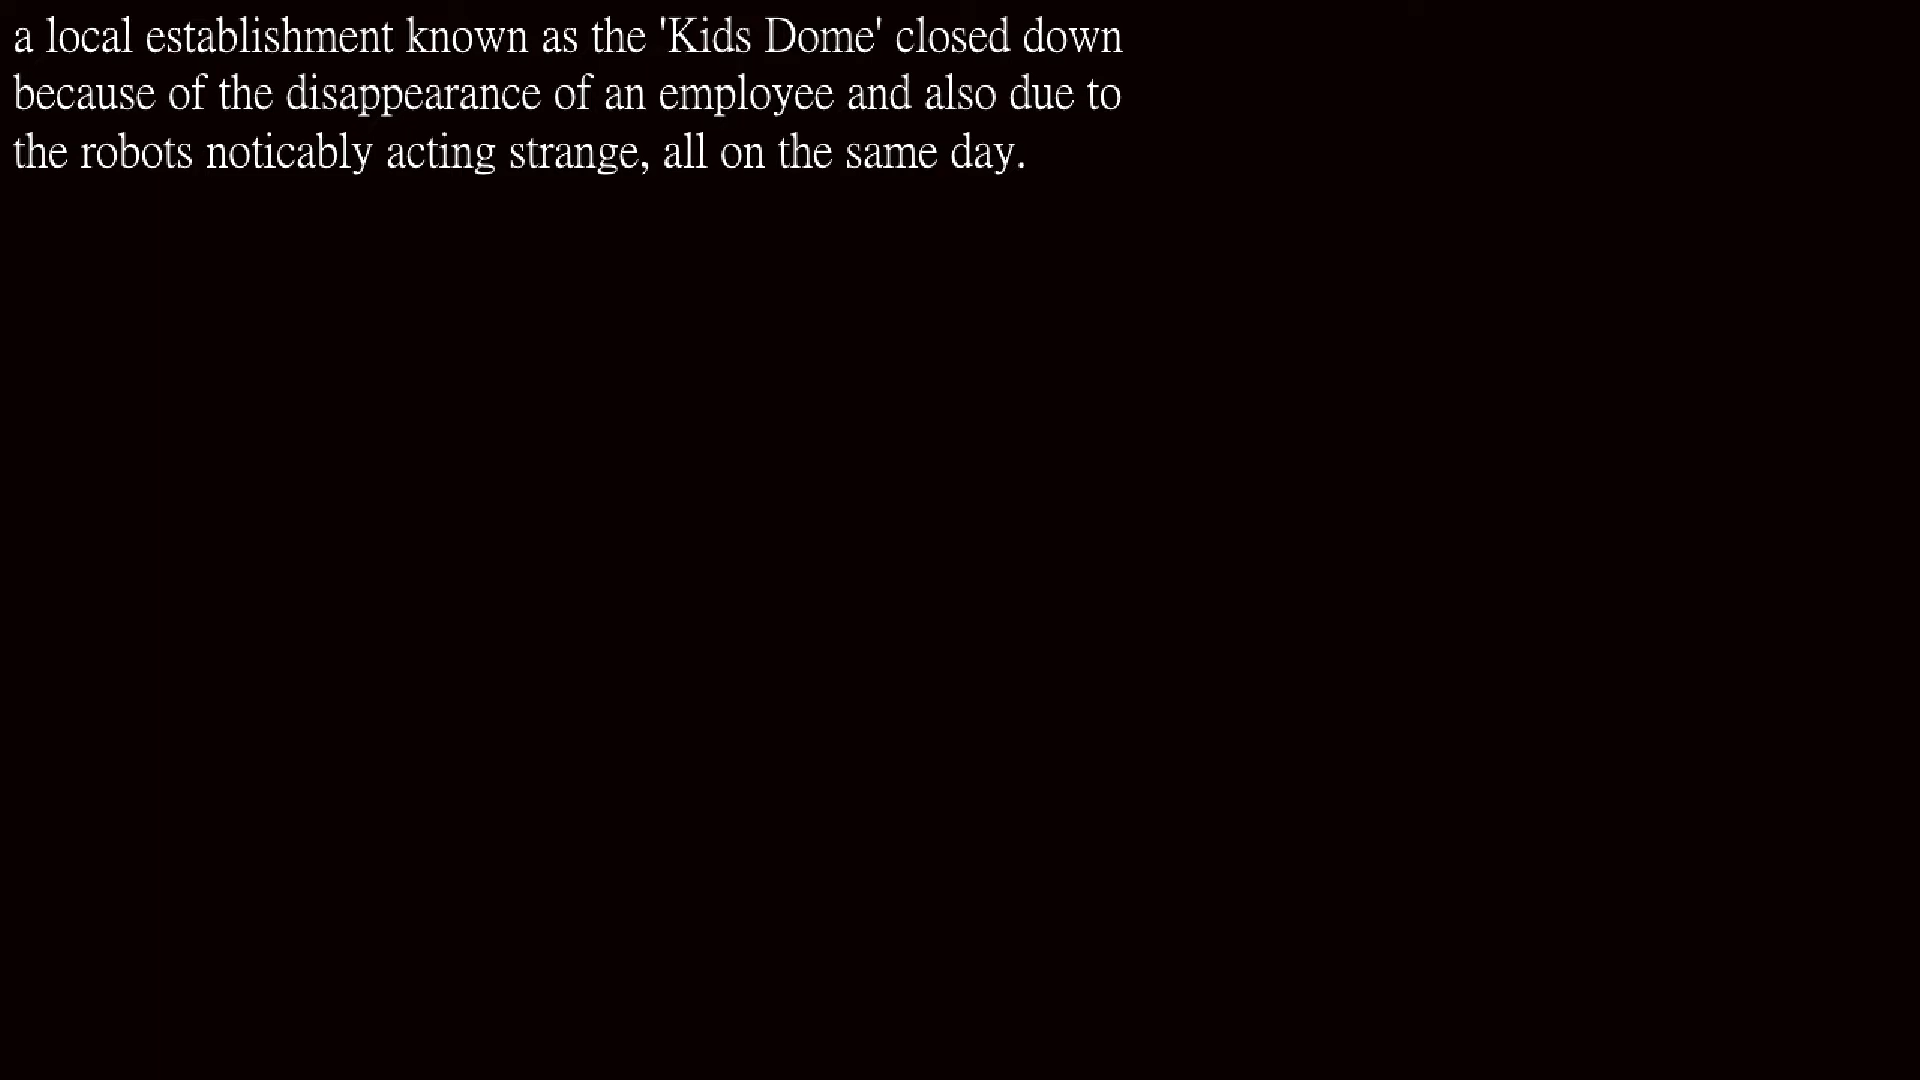 a local establishment known as the 'Kids Dome' closed down
because of the disappearance of an employee and also due to
the robots noticably acting strange, all on the same day.